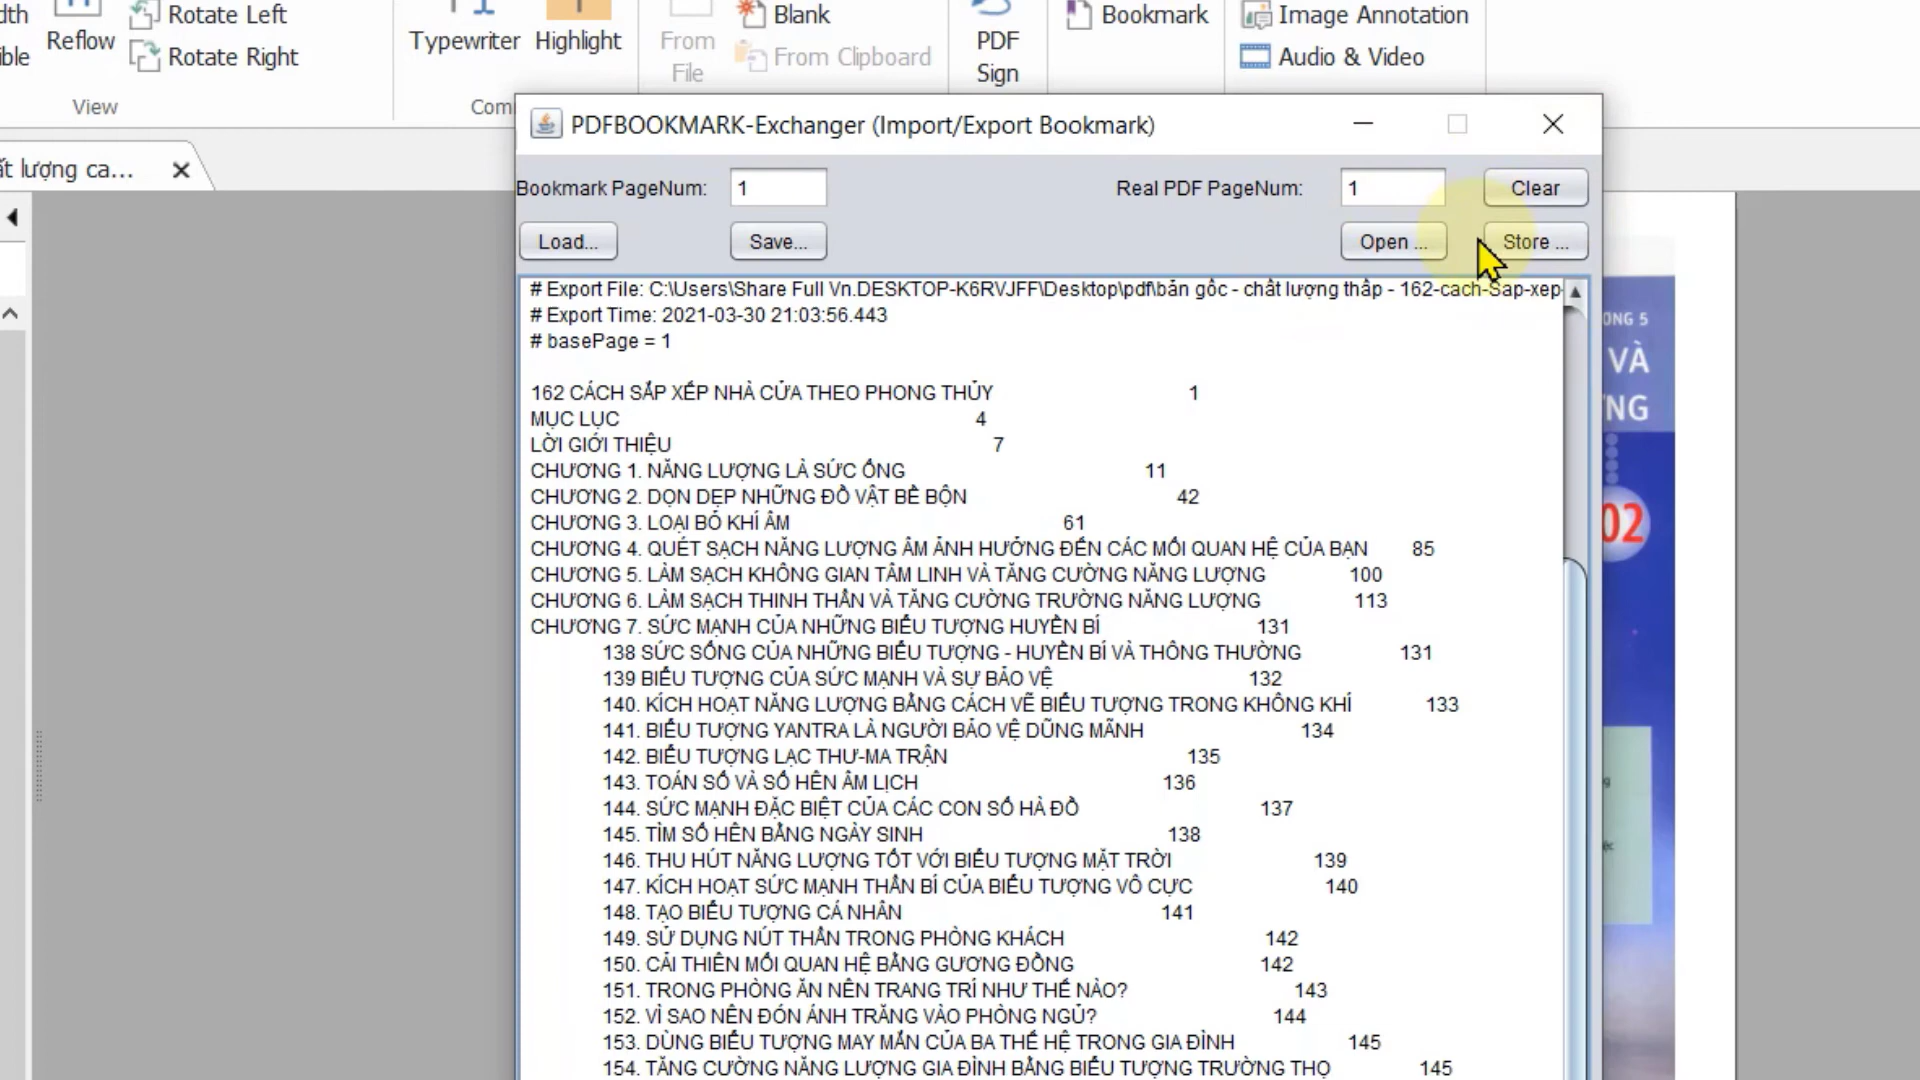 Rotate Left
Reflow
Rotate Right
View
Typewriter
Highlight
From
File
Blank
From Clipboard
PDF
Sign
Bookmark
Image Annotation
Audio & Video
PDFBOOKMARK-Exchanger (Import/Export Bookmark)
lượng ca...
Bookmark PageNum: 1
Real PDF PageNum: 1
Clear
Load...
Save...
Open ...
Store ...
# Export File: C:\Users\Share Full Vn.DESKTOP-K6RVJFF\Desktop\pdf\bản gốc - chất lượng thấp - 162-cach-Sap-xep-
# Export Time: 2021-03-30 21:03:56.443
# basePage = 1
162 CÁCH SẮP XẾP NHÀ CỬA THEO PHONG THỦY 1
MỤC LỤC 4
LỜI GIỚI THIỆU 7
CHƯƠNG 1. NĂNG LƯỢNG LÀ SỨC ỐNG 11
CHƯƠNG 2. DỌN DẸP NHỮNG ĐỒ VẬT BỀ BỘN 42
CHƯƠNG 3. LOẠI BỎ KHÍ ÂM 61
CHƯƠNG 4. QUÉT SẠCH NĂNG LƯỢNG ÂM ẢNH HƯỞNG ĐẾN CÁC MỐI QUAN HỆ CỦA BẠN 85
CHƯƠNG 5. LÀM SẠCH KHÔNG GIAN TÂM LINH VÀ TĂNG CƯỜNG NĂNG LƯỢNG 100
CHƯƠNG 6. LÀM SẠCH THINH THẦN VÀ TĂNG CƯỜNG TRƯỜNG NĂNG LƯỢNG 113
CHƯƠNG 7. SỨC MẠNH CỦA NHỮNG BIỂU TƯỢNG HUYỀN BÍ 131
138 SỨC SỐNG CỦA NHỮNG BIỂU TƯỢNG - HUYỀN BÍ VÀ THÔNG THƯỜNG 131
139 BIỂU TƯỢNG CỦA SỨC MẠNH VÀ SỰ BẢO VỆ 132
140. KÍCH HOẠT NĂNG LƯỢNG BẰNG CÁCH VẼ BIỂU TƯỢNG TRONG KHÔNG KHÍ 133
141. BIỂU TƯỢNG YANTRA LÀ NGƯỜI BẢO VỆ DŨNG MÃNH 134
142. BIỂU TƯỢNG LẠC THƯ-MA TRẬN 135
143. TOÁN SỐ VÀ SỐ HÊN ÂM LỊCH 136
144. SỨC MẠNH ĐẶC BIỆT CỦA CÁC CON SỐ HÀ ĐỒ 137
145. TÌM SỐ HÊN BẰNG NGÀY SINH 138
146. THU HÚT NĂNG LƯỢNG TỐT VỚI BIỂU TƯỢNG MẶT TRỜI 139
147. KÍCH HOẠT SỨC MẠNH THẦN BÍ CỦA BIỂU TƯỢNG VÔ CỰC 140
148. TẠO BIỂU TƯỢNG CÁ NHÂN 141
149. SỬ DỤNG NÚT THẦN TRONG PHÒNG KHÁCH 142
150. CẢI THIỆN MỐI QUAN HỆ BẰNG GƯƠNG ĐỒNG 142
151. TRONG PHÒNG ĂN NÊN TRANG TRÍ NHƯ THẾ NÀO? 143
152. VÌ SAO NÊN ĐÓN ÁNH TRĂNG VÀO PHÒNG NGỦ? 144
153. DÙNG BIỂU TƯỢNG MAY MẮN CỦA BA THẾ HỆ TRONG GIA ĐÌNH 145
154. TĂNG CƯỜNG NĂNG LƯỢNG GIA ĐÌNH BẰNG BIỂU TƯỢNG TRƯỜNG THỌ 145
VÀ
02